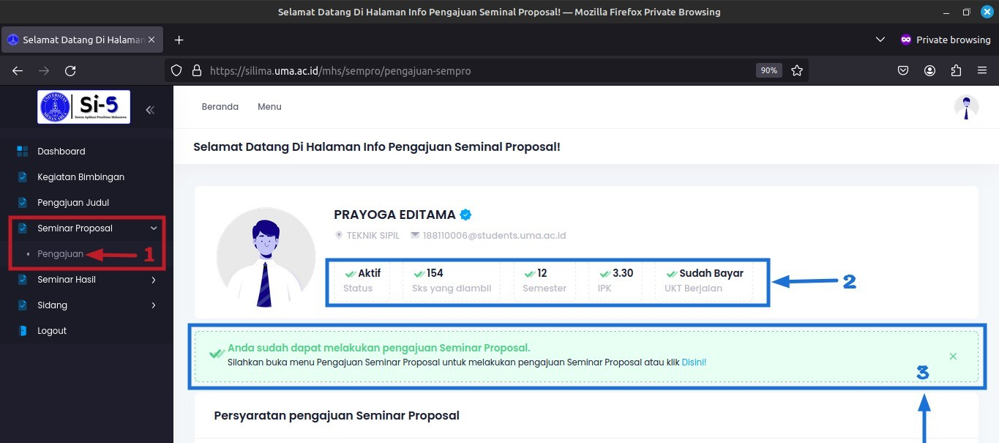 Selamat Datang Di Halaman Info Pengajuan Seminal Proposal! — Mozilla Firefox Private Browsing
Selamat Datang Di Halaman
Private browsing
https://silima.uma.ac.id/mhs/sempro/pengajuan-sempro
90%
UNIVERSITAS MEDAN AREA
Si-5
Sistem Aplikasi Penelitian Mahasiswa
Beranda Menu
Selamat Datang Di Halaman Info Pengajuan Seminal Proposal!
Dashboard
Kegiatan Bimbingan
Pengajuan Judul
Seminar Proposal
Pengajuan
1
Seminar Hasil
Sidang
Logout
PRAYOGA EDITAMA
TEKNIK SIPIL 188110006@students.uma.ac.id
Aktif 154 12 3.30 Sudah Bayar
Status Sks yang diambil Semester IPK UKT Berjalan
2
Anda sudah dapat melakukan pengajuan Seminar Proposal.
Silahkan buka menu Pengajuan Seminar Proposal untuk melakukan pengajuan Seminar Proposal atau klik Disini!
3
Persyaratan pengajuan Seminar Proposal